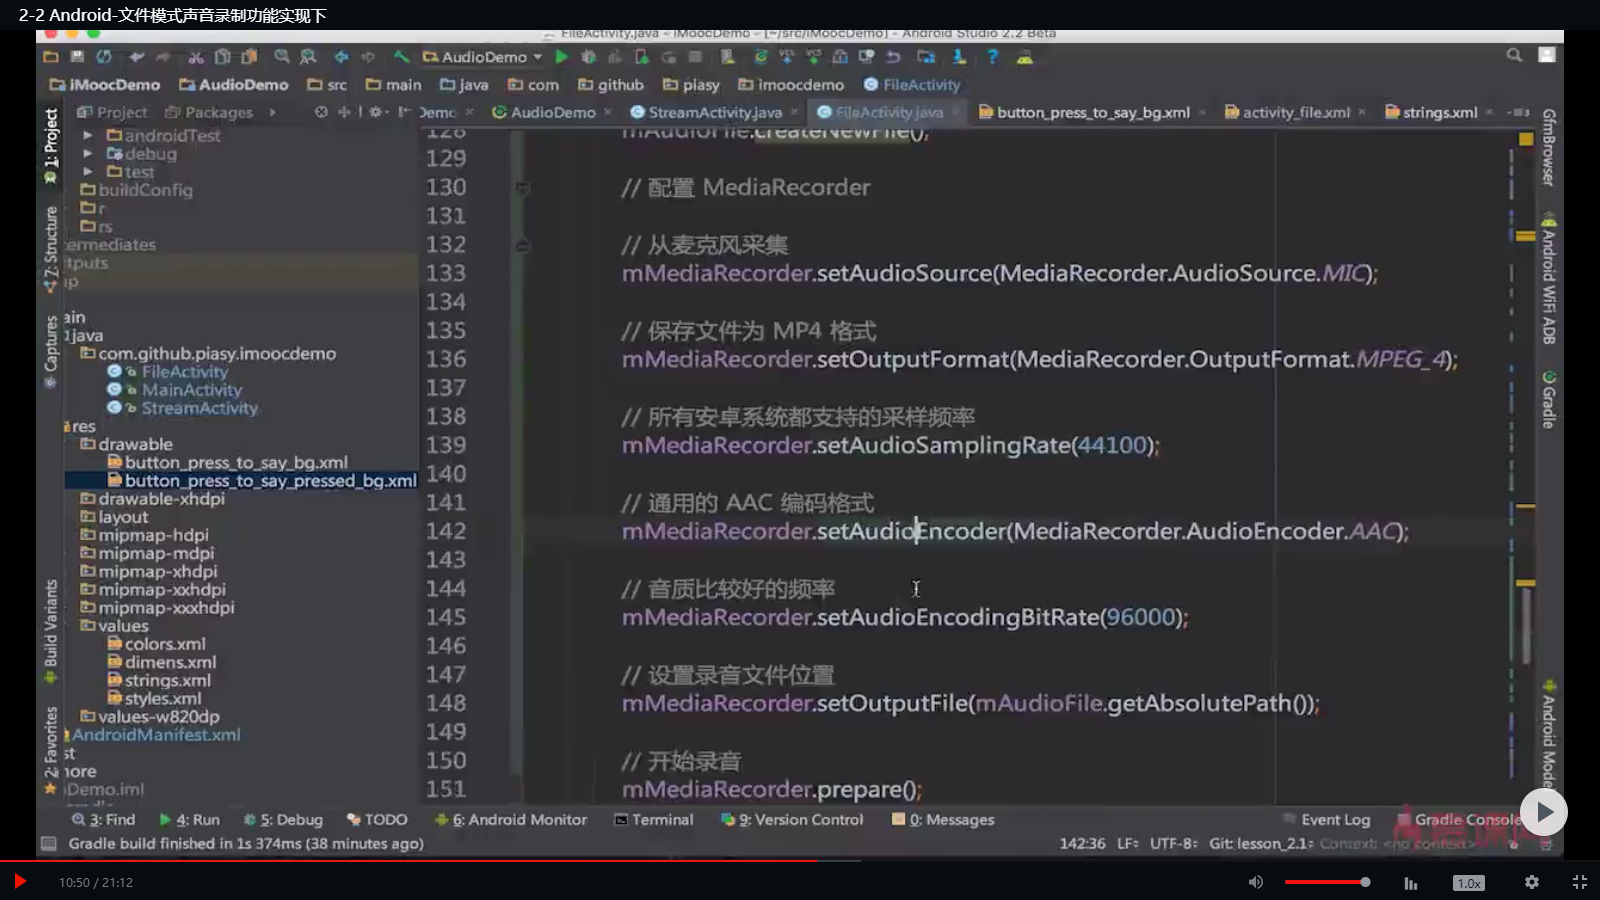 2-2 Android-文件模式声音录制功能实现下
FileActivity.java - iMoocDemo - [~/src/iMoocDemo] - Android Studio 2.2 Beta
AudioDemo
iMoocDemo AudioDemo src main java com github piasy imoocdemo FileActivity
Project Packages Demo AudioDemo StreamActivity.java FileActivity.java button_press_to_say_bg.xml activity_file.xml strings.xml
1: Project
Z: Structure
Captures
Build Variants
2: Favorites
androidTest
debug
test
buildConfig
r
rs
ermediates
tputs
ain
java
com.github.piasy.imoocdemo
FileActivity
MainActivity
StreamActivity
res
drawable
button_press_to_say_bg.xml
button_press_to_say_pressed_bg.xml
drawable-xhdpi
layout
mipmap-hdpi
mipmap-mdpi
mipmap-xhdpi
mipmap-xxhdpi
mipmap-xxxhdpi
values
colors.xml
dimens.xml
strings.xml
styles.xml
values-w820dp
AndroidManifest.xml
st
nore
Demo.iml
128 mAudioFile.createNewFile();
129
130 // 配置 MediaRecorder
131
132 // 从麦克风采集
133 mMediaRecorder.setAudioSource(MediaRecorder.AudioSource.MIC);
134
135 // 保存文件为 MP4 格式
136 mMediaRecorder.setOutputFormat(MediaRecorder.OutputFormat.MPEG_4);
137
138 // 所有安卓系统都支持的采样频率
139 mMediaRecorder.setAudioSamplingRate(44100);
140
141 // 通用的 AAC 编码格式
142 mMediaRecorder.setAudioEncoder(MediaRecorder.AudioEncoder.AAC);
143
144 // 音质比较好的频率
145 mMediaRecorder.setAudioEncodingBitRate(96000);
146
147 // 设置录音文件位置
148 mMediaRecorder.setOutputFile(mAudioFile.getAbsolutePath());
149
150 // 开始录音
151 mMediaRecorder.prepare();
GfmBrowser
Android WiFi ADB
Gradle
Android Model
3: Find 4: Run 5: Debug TODO 6: Android Monitor Terminal 9: Version Control 0: Messages Event Log Gradle Console
Gradle build finished in 1s 374ms (38 minutes ago) 142:36 LF÷ UTF-8÷ Git: lesson_2.1÷ Context: <no context>
10:50 / 21:12 1.0x